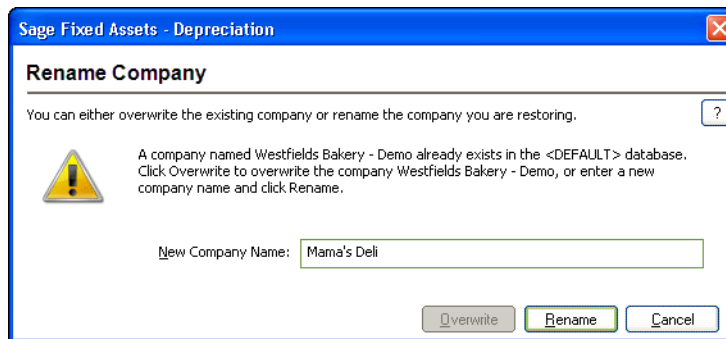 Sage Fixed Assets - Depreciation
Rename Company
You can either overwrite the existing company or rename the company you are restoring.
?
A company named Westfields Bakery - Demo already exists in the <DEFAULT> database.
Click Overwrite to overwrite the company Westfields Bakery - Demo, or enter a new
company name and click Rename.
New Company Name: Mama's Deli
Overwrite Rename Cancel